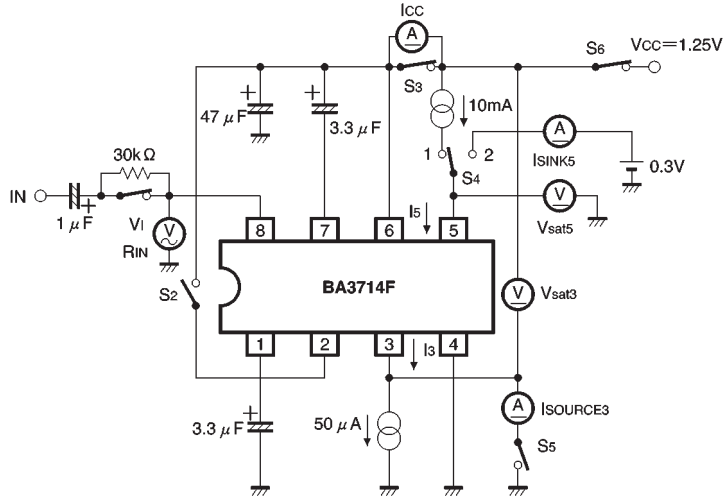 ICC
A
S6
VCC=1.25V
S3
47 μF
3.3 μF
10mA
1
2
A
ISINK5
0.3V
30kΩ
S4
IN
1 μF
VI
V
RIN
I5
V
Vsat5
8
7
6
5
S2
BA3714F
V
Vsat3
1
2
3
I3
4
A
ISOURCE3
3.3 μF
50 μA
S5
+
+
+
+